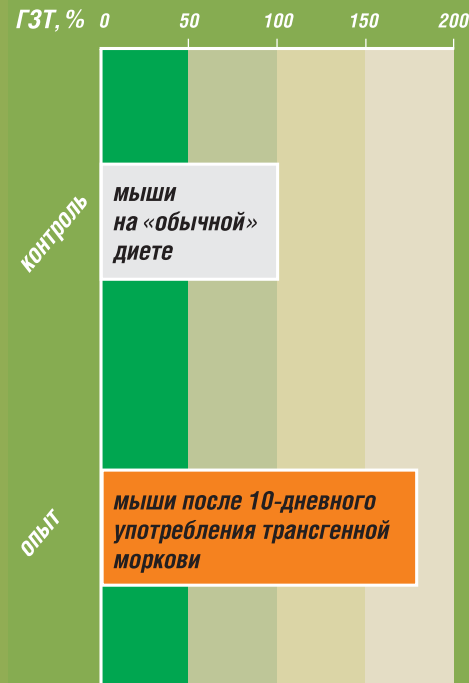 ГЗТ, % 0 50 100 150 200
контроль
мыши
на «обычной»
диете
опыт
мыши после 10-дневного
употребления трансгенной
моркови